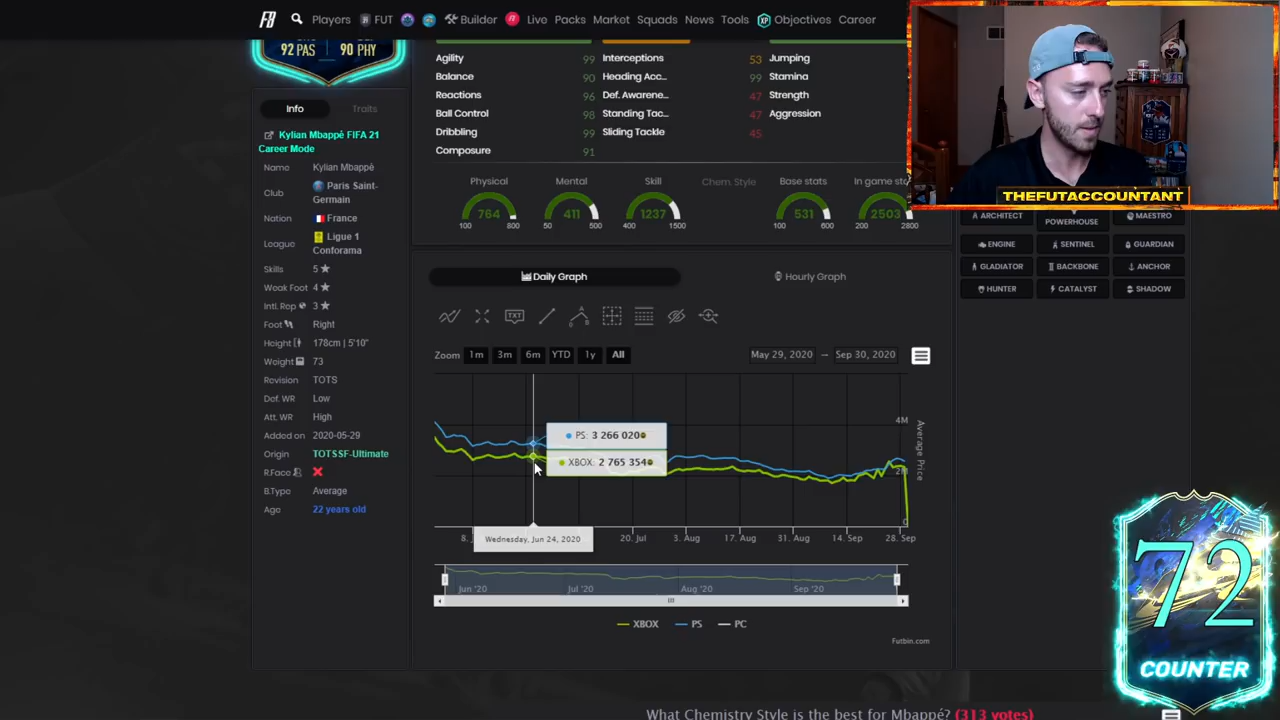 F8 Players FUT Builder Live Packs Market Squads News Tools XP Objectives Career
92 PAS 90 PHY
Agility 99 Interceptions 53 Jumping
Balance 90 Heading Acc... 99 Stamina
Reactions 96 Def. Aware... 47 Strength
Ball Control 98 Standing Tac... 47 Aggression
Dribbling 99 Sliding Tackle 45
Composure 91
Info Traits
Kylian Mbappé FIFA 21
Career Mode
Name Kylian Mbappé
Club Paris Saint-
Germain
Nation France
League Ligue 1
Conforama
Skills 5
Weak Foot 4
Intl. Rep 3
Foot Right
Height 178cm | 5'10"
Weight 73
Revision TOTS
Def. WR Low
Att. WR High
Added on 2020-05-29
Origin TOTSSF-Ultimate
R.Face
B.Type Average
Age 22 years old
Physical Mental Skill Chem. Style Base stats In game sta
764 411 1237 531 2503
100 800 50 500 100 1500 100 600 200 2800
THEFUTACCOUNTANT
ARCHITECT POWERHOUSE MAESTRO
ENGINE SENTINEL GUARDIAN
GLADIATOR BACKBONE ANCHOR
HUNTER CATALYST SHADOW
Daily Graph Hourly Graph
TXT
Zoom 1m 3m 6m YTD 1y All May 29, 2020 → Sep 30, 2020
4M
PS: 3 266 020
XBOX: 2 765 354
2M
0
Average Price
Wednesday, Jun 24, 2020
8. 20. Jul 3. Aug 17. Aug 31. Aug 14. Sep 28. Sep
Jun '20 Jul '20 Aug '20 Sep '20
XBOX PS PC
Futbin.com
What Chemistry Style is the best for Mbappé? (313 votes)
72
COUNTER